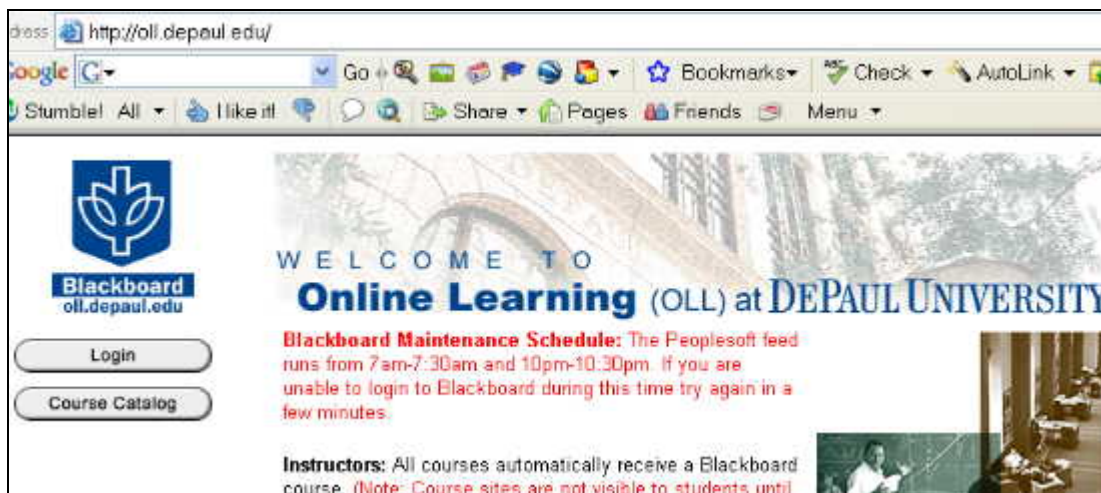 dress http://oll.depaul.edu/
Google G Go Bookmarks Check AutoLink
Stumble! All I like it! Share Pages Friends Menu
Blackboard
oll.depaul.edu
Login
Course Catalog
WELCOME TO
Online Learning (OLL) at DEPAUL UNIVERSITY
Blackboard Maintenance Schedule: The Peoplesoft feed
runs from 7am-7:30am and 10pm-10:30pm. If you are
unable to login to Blackboard during this time try again in a
few minutes.
Instructors: All courses automatically receive a Blackboard
course. (Note: Course sites are not visible to students until